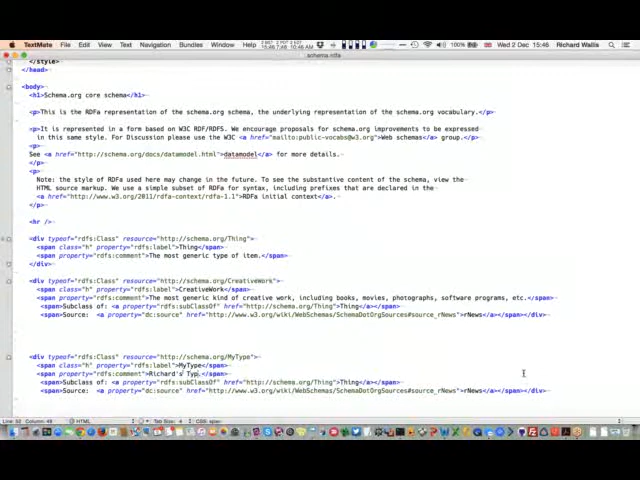 TextMate File Edit View Text Navigation Bundles Window Help 100% Wed 2 Dec 15:46 Richard Wallis
schema.rdfa
</style>
</head>
<body>
<h1>Schema.org core schema</h1>
<p>This is the RDFa representation of the schema.org schema, the underlying representation of the schema.org vocabulary.</p>
<p>It is represented in a form based on W3C RDF/RDFS. We encourage proposals for schema.org improvements to be expressed
in this same style. For Discussion please use the W3C <a href="mailto:public-vocabs@w3.org">Web schemas</a> group.</p>
<p>
See <a href="http://schema.org/docs/datamodel.html">datamodel</a> for more details.
</p>
<p>
Note: the style of RDFa used here may change in the future. To see the substantive content of the schema, view the
HTML source markup. We use a simple subset of RDFa for syntax, including prefixes that are declared in the
<a href="http://www.w3.org/2011/rdfa-context/rdfa-1.1">RDFa initial context</a>.
</p>
<hr />
<div typeof="rdfs:Class" resource="http://schema.org/Thing">
<span class="h" property="rdfs:label">Thing</span>
<span property="rdfs:comment">The most generic type of item.</span>
</div>
<div typeof="rdfs:Class" resource="http://schema.org/CreativeWork">
<span class="h" property="rdfs:label">CreativeWork</span>
<span property="rdfs:comment">The most generic kind of creative work, including books, movies, photographs, software programs, etc.</span>
<span>Subclass of: <a property="rdfs:subClassOf" href="http://schema.org/Thing">Thing</a></span>
<span>Source: <a property="dc:source" href="http://www.w3.org/wiki/WebSchemas/SchemaDotOrgSources#source_rNews">rNews</a></span></div>
<div typeof="rdfs:Class" resource="http://schema.org/MyType">
<span class="h" property="rdfs:label">MyType</span>
<span property="rdfs:comment">Richard's Typ.</span>
<span>Subclass of: <a property="rdfs:subClassOf" href="http://schema.org/Thing">Thing</a></span>
<span>Source: <a property="dc:source" href="http://www.w3.org/wiki/WebSchemas/SchemaDotOrgSources#source_rNews">rNews</a></span></div>
Line: 52 Column: 48 HTML Tab Size: 4 CSS: span